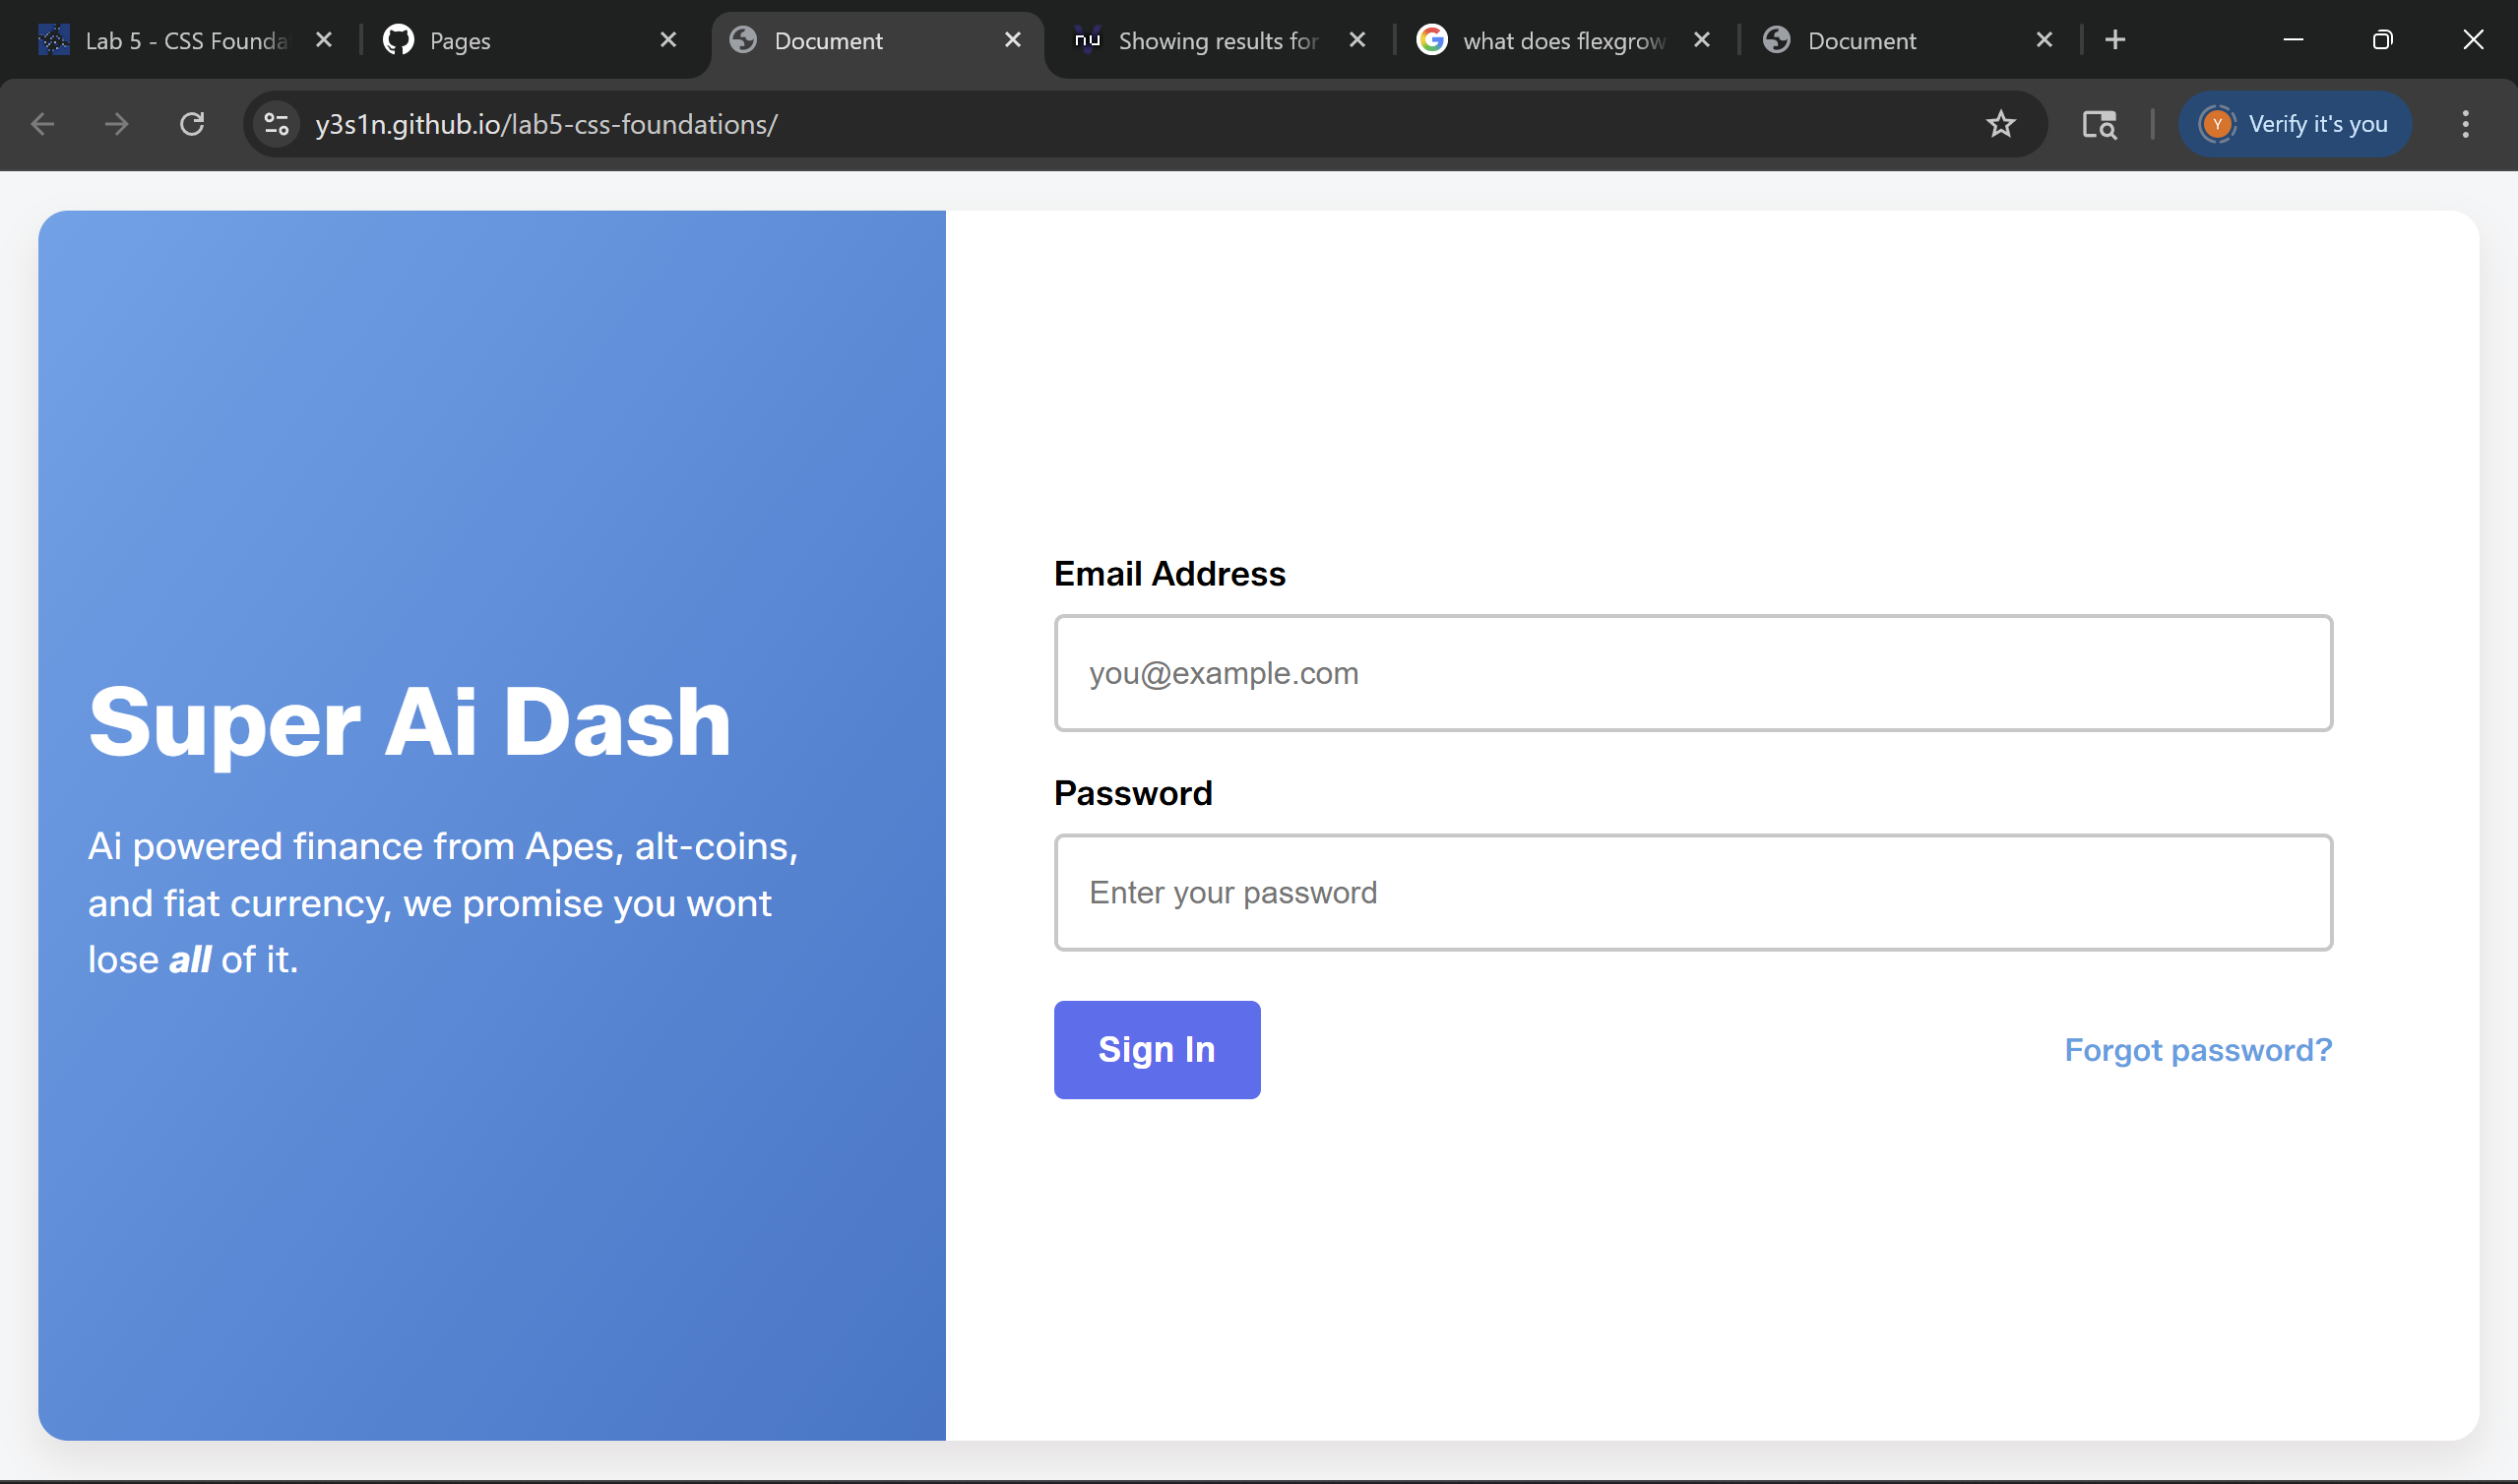 Lab 5 - CSS Founda
Pages
Document
nu
Showing results for
what does flexgrow
Document
y3s1n.github.io/lab5-css-foundations/
Y
Verify it's you
Super Ai Dash
Ai powered finance from Apes, alt-coins,
and fiat currency, we promise you wont
lose all of it.
Email Address
you@example.com
Password
Enter your password
Sign In
Forgot password?